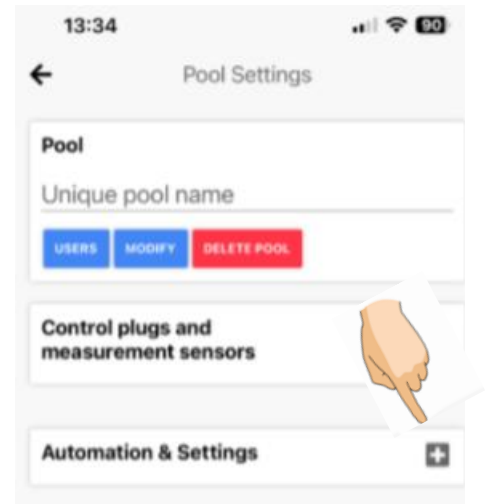 13:34
90
Pool Settings
Pool
Unique pool name
USERS
MODIFY
DELETE POOL
Control plugs and
measurement sensors
Automation & Settings